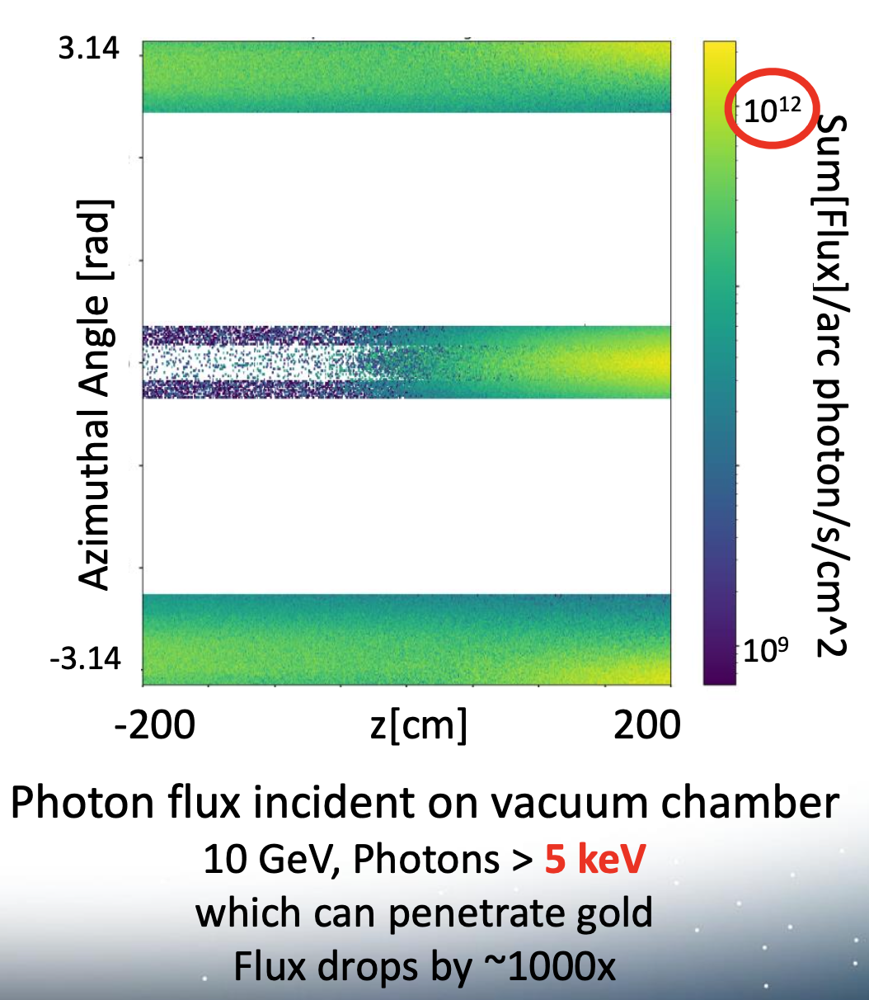 3.14
10¹²
Azimuthal Angle [rad]
Sum[Flux]/arc photon/s/cm^2
-3.14
10⁹
-200 z[cm] 200
Photon flux incident on vacuum chamber
10 GeV, Photons > 5 keV
which can penetrate gold
Flux drops by ~1000x